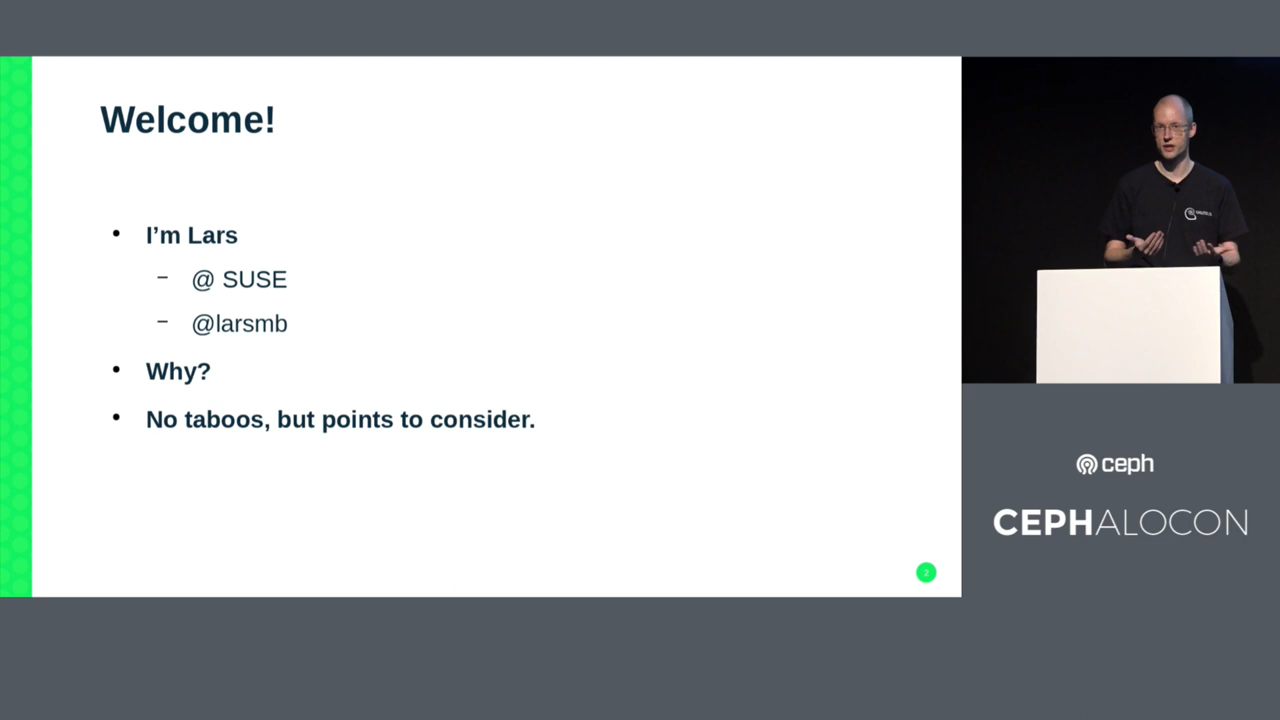 Welcome!
• I’m Lars
– @ SUSE
– @larsmb
• Why?
• No taboos, but points to consider.
2
ceph
CEPHALOCON